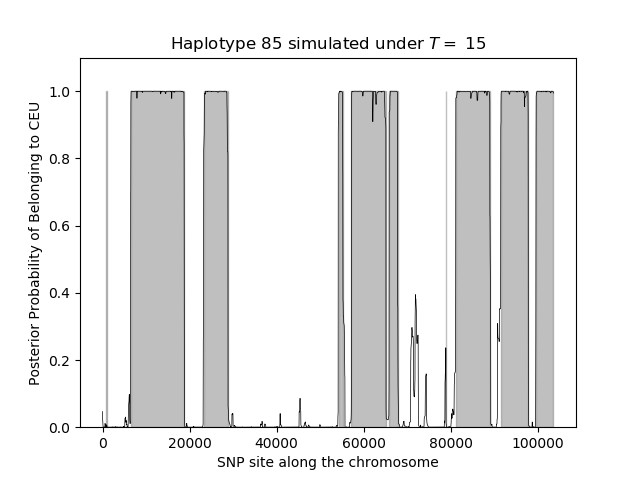 Haplotype 85 simulated under T = 15
Posterior Probability of Belonging to CEU
1.0
0.8
0.6
0.4
0.2
0.0
0 20000 40000 60000 80000 100000
SNP site along the chromosome